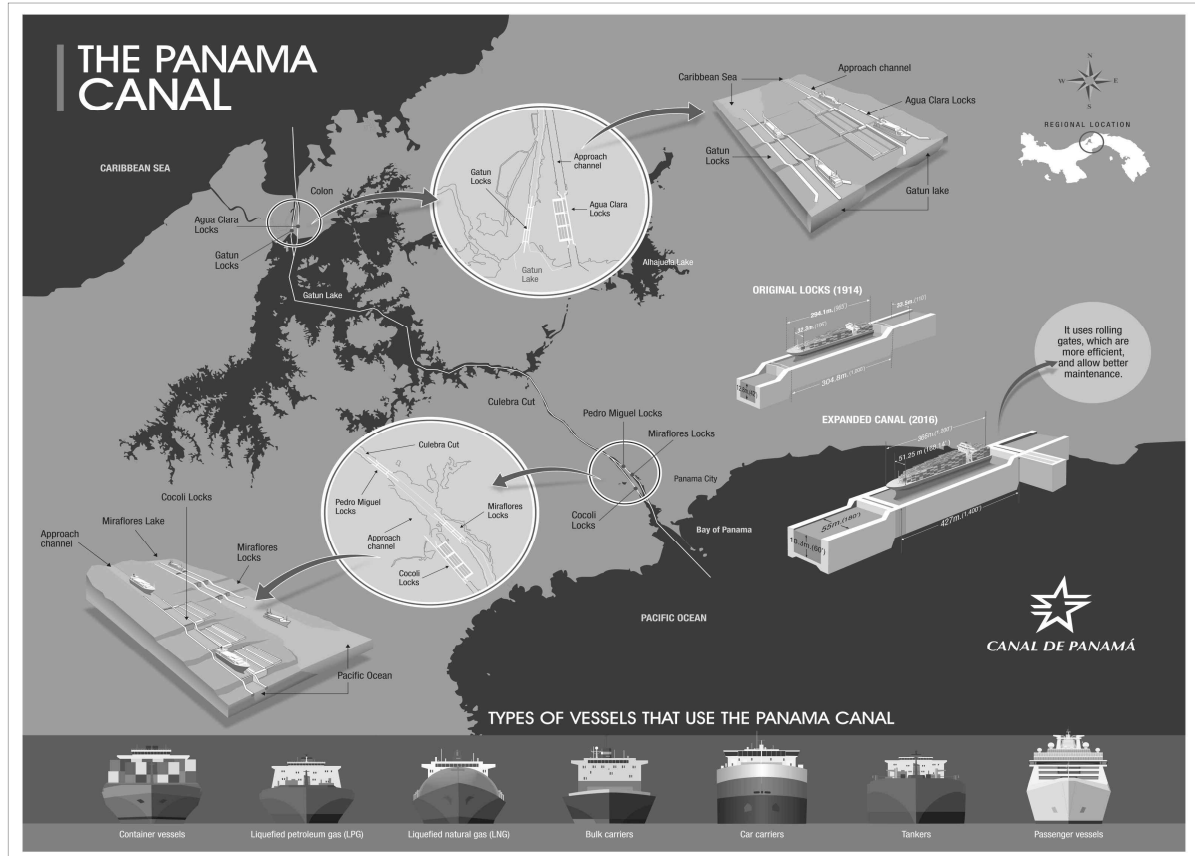 THE PANAMA
CANAL
CARIBBEAN SEA
Colon
Agua Clara
Locks
Gatun
Locks
Gatun Lake
Gatun
Locks
Approach
channel
Agua Clara
Locks
Gatun
Lake
Alhajuela Lake
Caribbean Sea
Approach channel
Agua Clara Locks
Gatun
Locks
Gatun lake
N
W
E
S
REGIONAL LOCATION
ORIGINAL LOCKS (1914)
304.8m.
It uses rolling
gates, which are
more efficient,
and allow better
maintenance.
EXPANDED CANAL (2016)
51.25 m
55m.(180')
427m.(1,400')
Culebra Cut
Pedro Miguel Locks
Miraflores Locks
Panama City
Cocoli
Locks
Bay of Panama
PACIFIC OCEAN
Culebra Cut
Pedro Miguel
Locks
Miraflores
Locks
Approach
channel
Cocoli
Locks
Cocoli Locks
Miraflores Lake
Approach
channel
Miraflores
Locks
Pacific Ocean
CANAL DE PANAMÁ
TYPES OF VESSELS THAT USE THE PANAMA CANAL
Container vessels
Liquefied petroleum gas (LPG)
Liquefied natural gas (LNG)
Bulk carriers
Car carriers
Tankers
Passenger vessels